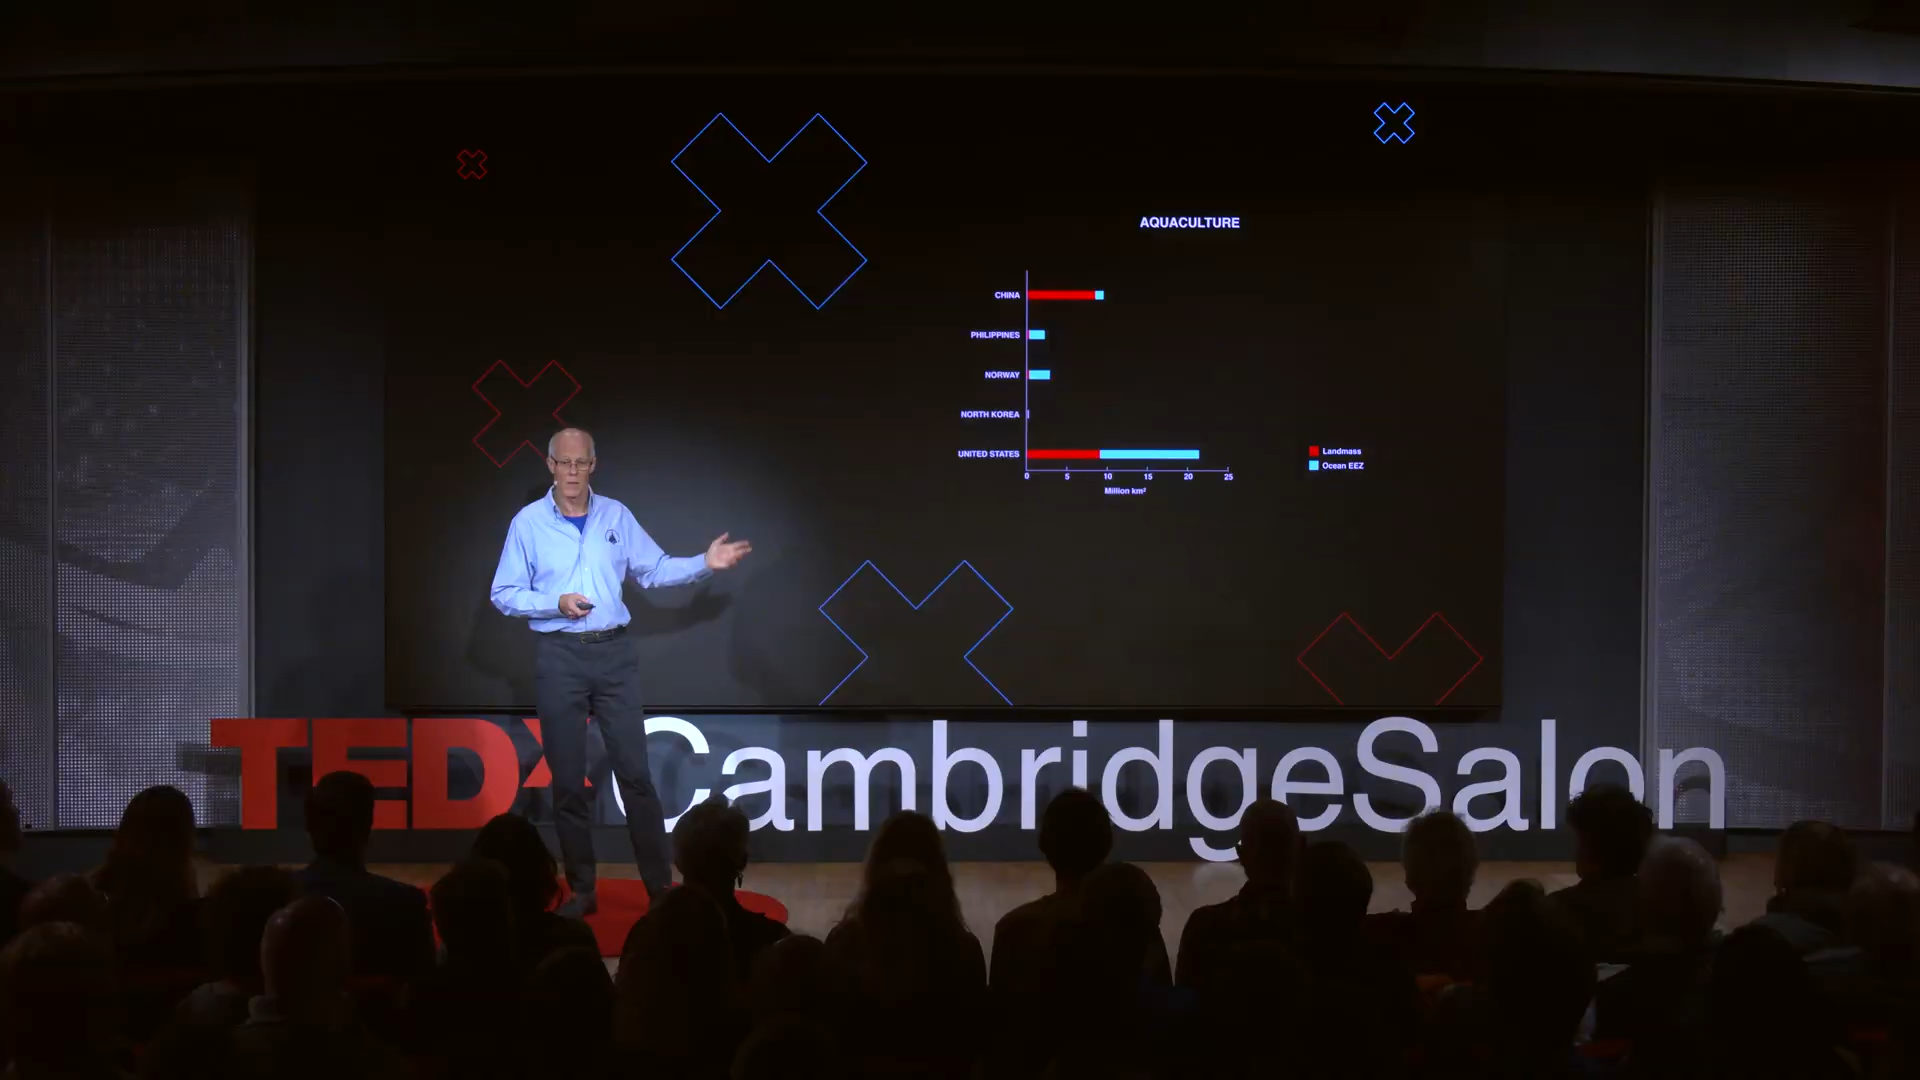 AQUACULTURE
CHINA
PHILIPPINES
NORWAY
NORTH KOREA
UNITED STATES
0 5 10 15 20 25
Million km²
Landmass
Ocean EEZ
TEDxCambridgeSalon